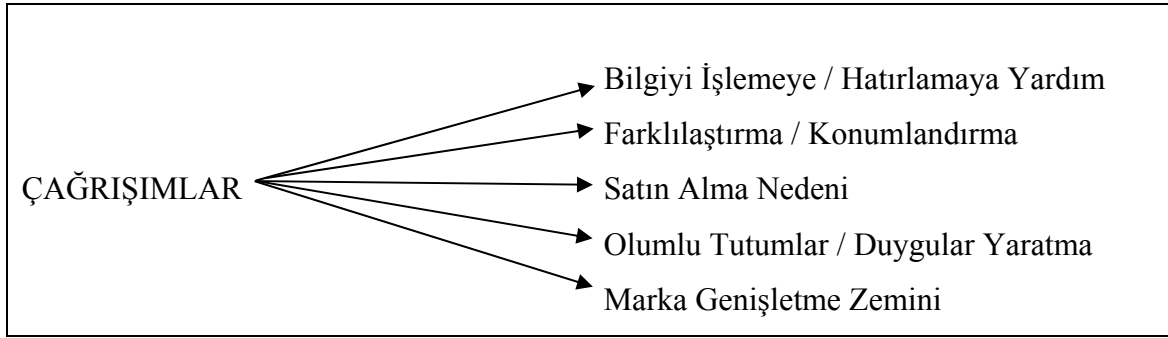 Bilgiyi İşlemeye / Hatırlamaya Yardım
Farklılaştırma / Konumlandırma
ÇAĞRIŞIMLAR
Satın Alma Nedeni
Olumlu Tutumlar / Duygular Yaratma
Marka Genişletme Zemini